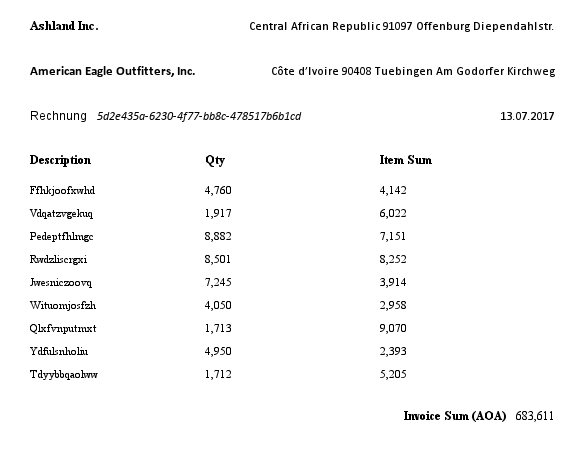 Ashland Inc. Central African Republic 91097 Offenburg Diependahlstr.
American Eagle Outfitters, Inc. Côte d'Ivoire 90408 Tuebingen Am Godorfer Kirchweg
Rechnung 5d2e435a-6230-4f77-bb8c-478517b6b1cd 13.07.2017
Description Qty Item Sum
Ffhkjoofxwhd 4,760 4,142
Vdqatzvgekuq 1,917 6,022
Pedeptfhlmgc 8,882 7,151
Rwdzliscrgxi 8,501 8,252
Jwesniczoovq 7,245 3,914
Wituomjosfzh 4,050 2,958
Qlxfvnputmxt 1,713 9,070
Ydfulsnholiu 4,950 2,393
Tdyybbqaolww 1,712 5,205
Invoice Sum (AOA) 683,611